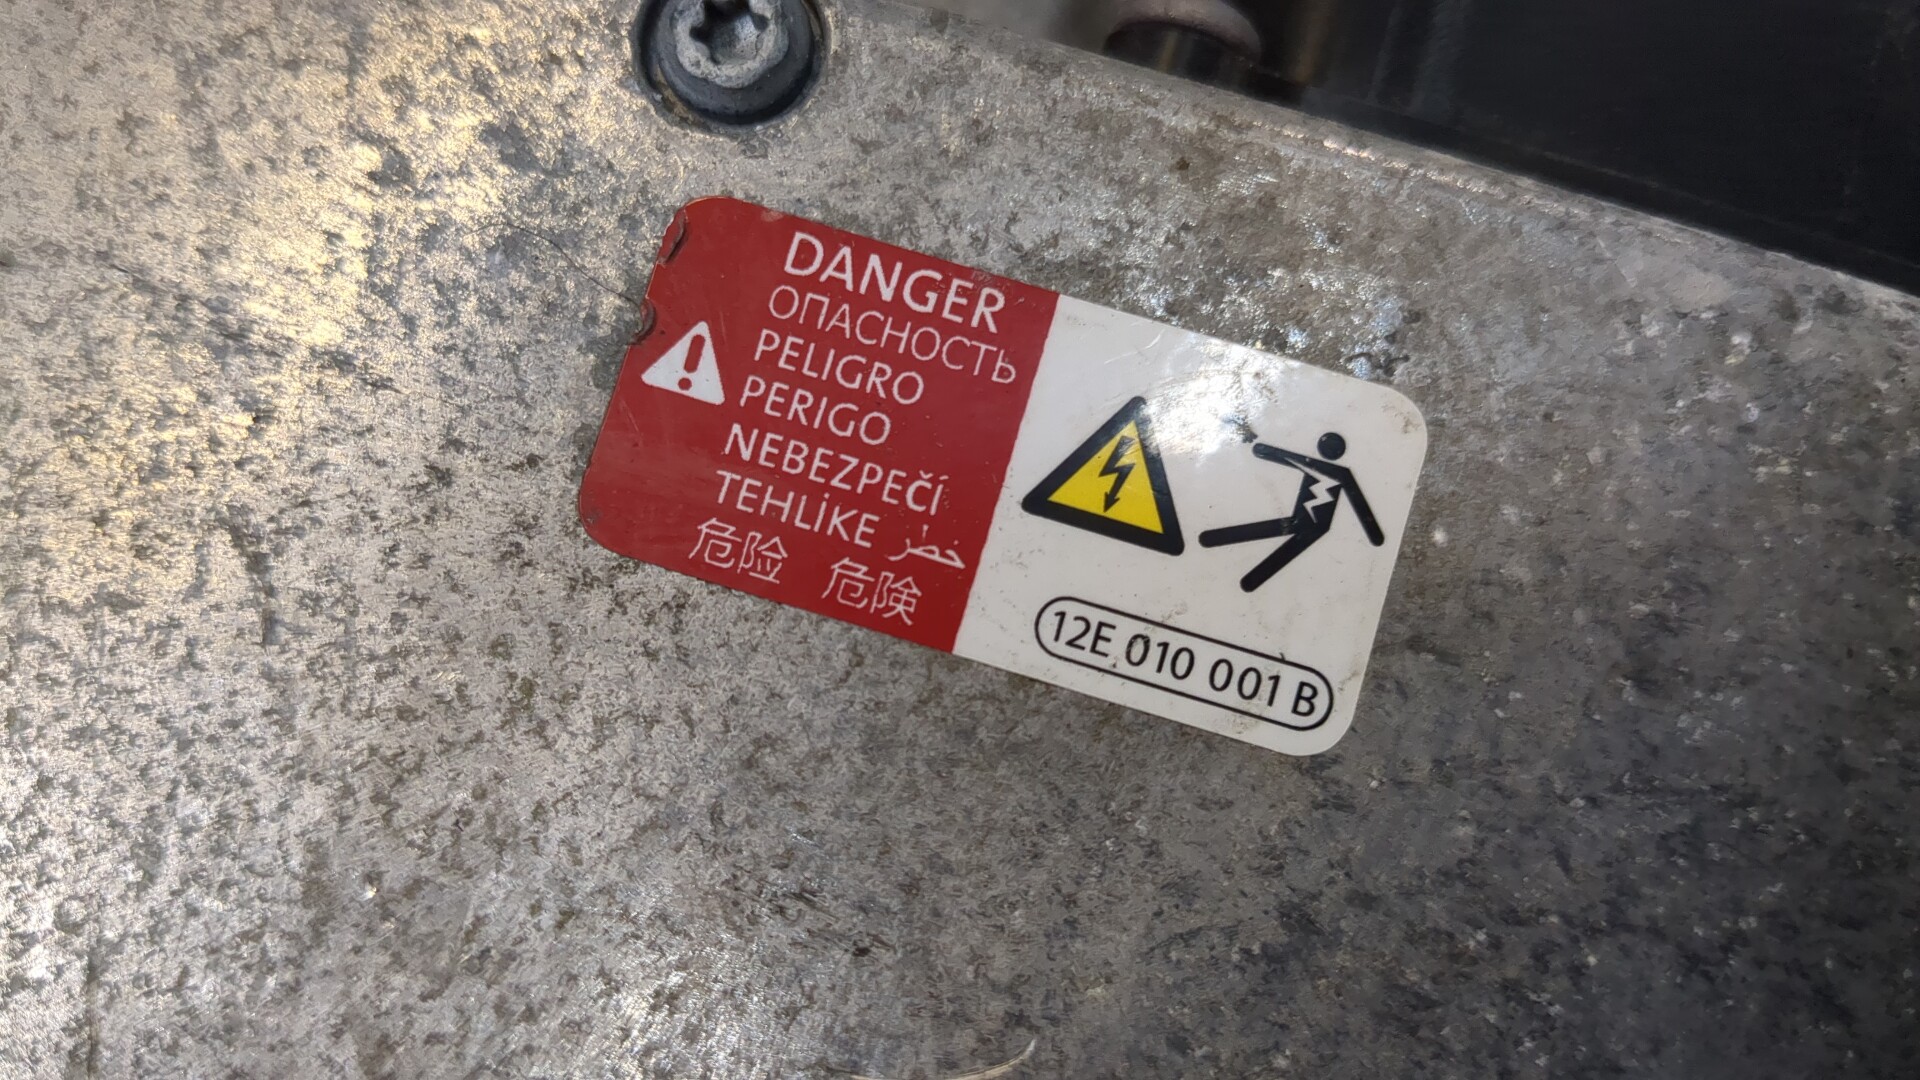 DANGER
ОПАСНОСТЬ
PELIGRO
PERIGO
NEBEZPEČÍ
TEHLİKE خطر
危险 危険
12E 010 001 B